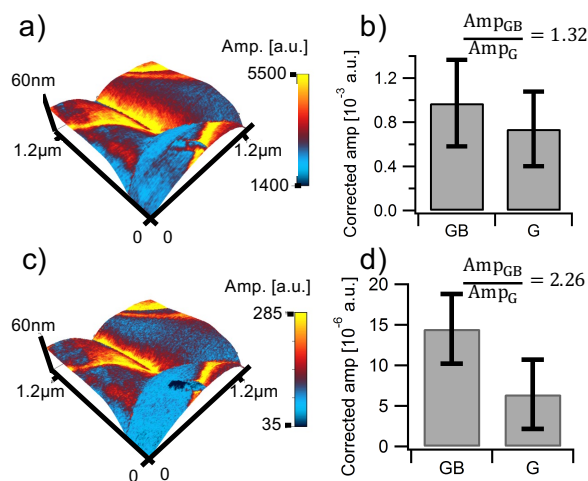 a)
Amp. [a.u.]
60nm
5500
1400
1.2µm
1.2µm
0 0
b)
Amp_GB
Amp_G = 1.32
Corrected amp [10⁻³ a.u.]
1.2
0.8
0.4
0.0
GB G
c)
Amp. [a.u.]
60nm
285
35
1.2µm
1.2µm
0 0
d)
Amp_GB
Amp_G = 2.26
Corrected amp [10⁻⁶ a.u.]
20
15
10
5
0
GB G